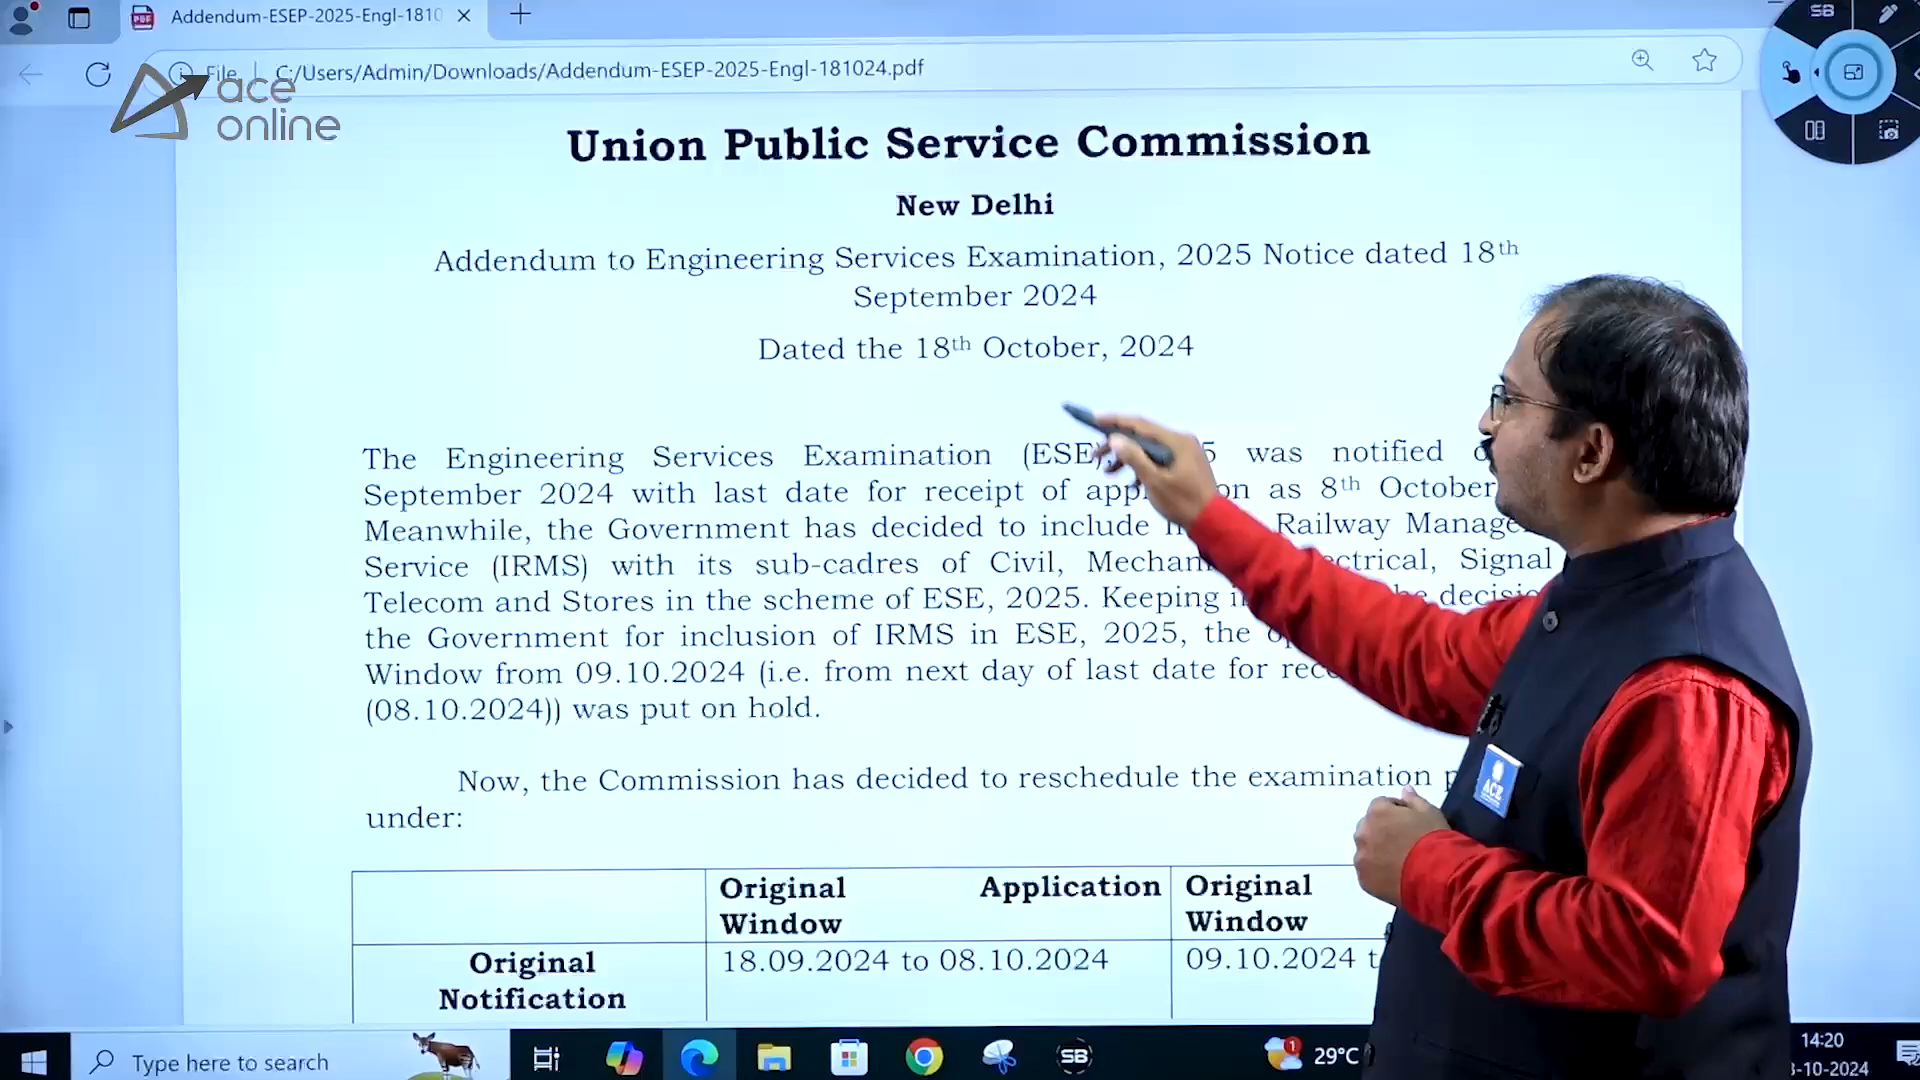 Addendum-ESEP-2025-Engl-1810
File | C:/Users/Admin/Downloads/Addendum-ESEP-2025-Engl-181024.pdf
SB
ace
online
Union Public Service Commission
New Delhi
Addendum to Engineering Services Examination, 2025 Notice dated 18th
September 2024
Dated the 18th October, 2024
The Engineering Services Examination (ESE), 5 was notified
September 2024 with last date for receipt of on as 8th October
Meanwhile, the Government has decided to include Railway
Service (IRMS) with its sub-cadres of Civil, Signal
Telecom and Stores in the scheme of ESE, 2025. Keeping
the Government for inclusion of IRMS in ESE, 2025, the
Window from 09.10.2024 (i.e. from next day of last date for
(08.10.2024)) was put on hold.
Now, the Commission has decided to reschedule the examination
under:
Original Application Window
Original Window
Original Notification
18.09.2024 to 08.10.2024
09.10.2024
ACE
Type here to search
SB
1
29°C
14:20
-10-2024